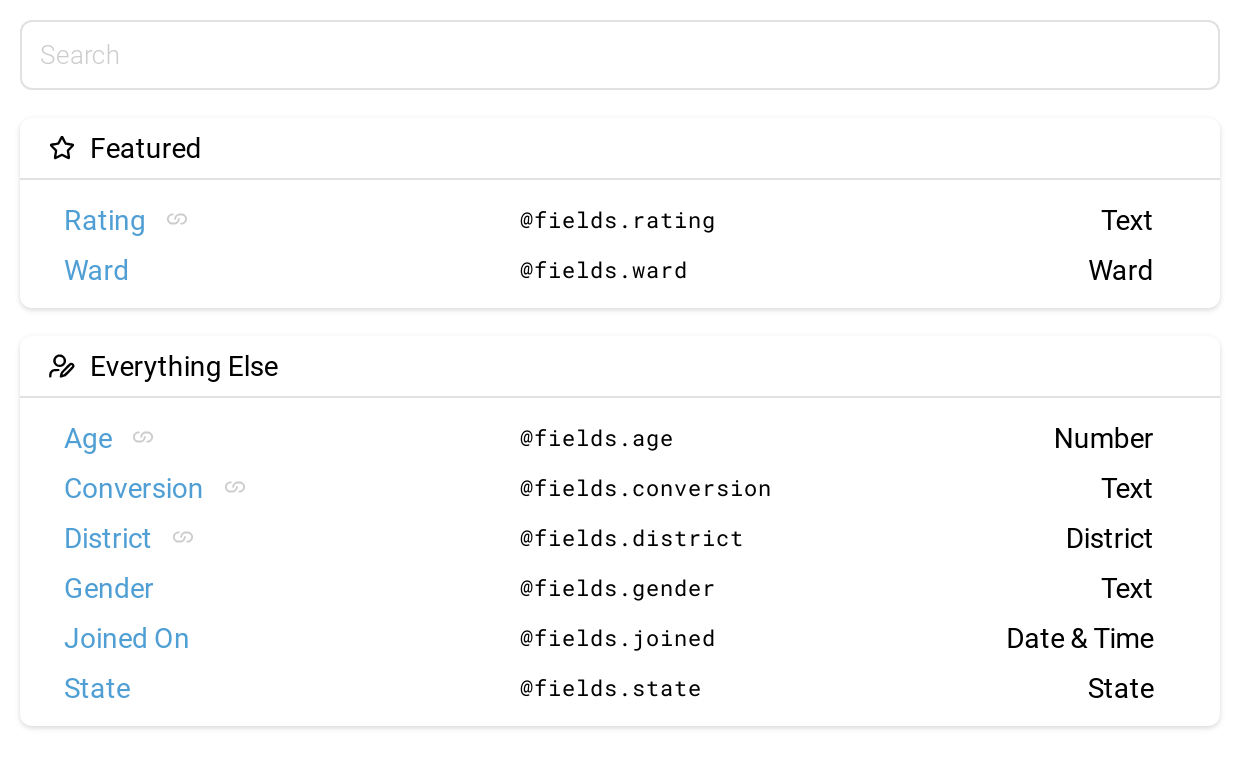 Search
Featured
Rating @fields.rating Text
Ward @fields.ward Ward
Everything Else
Age @fields.age Number
Conversion @fields.conversion Text
District @fields.district District
Gender @fields.gender Text
Joined On @fields.joined Date & Time
State @fields.state State